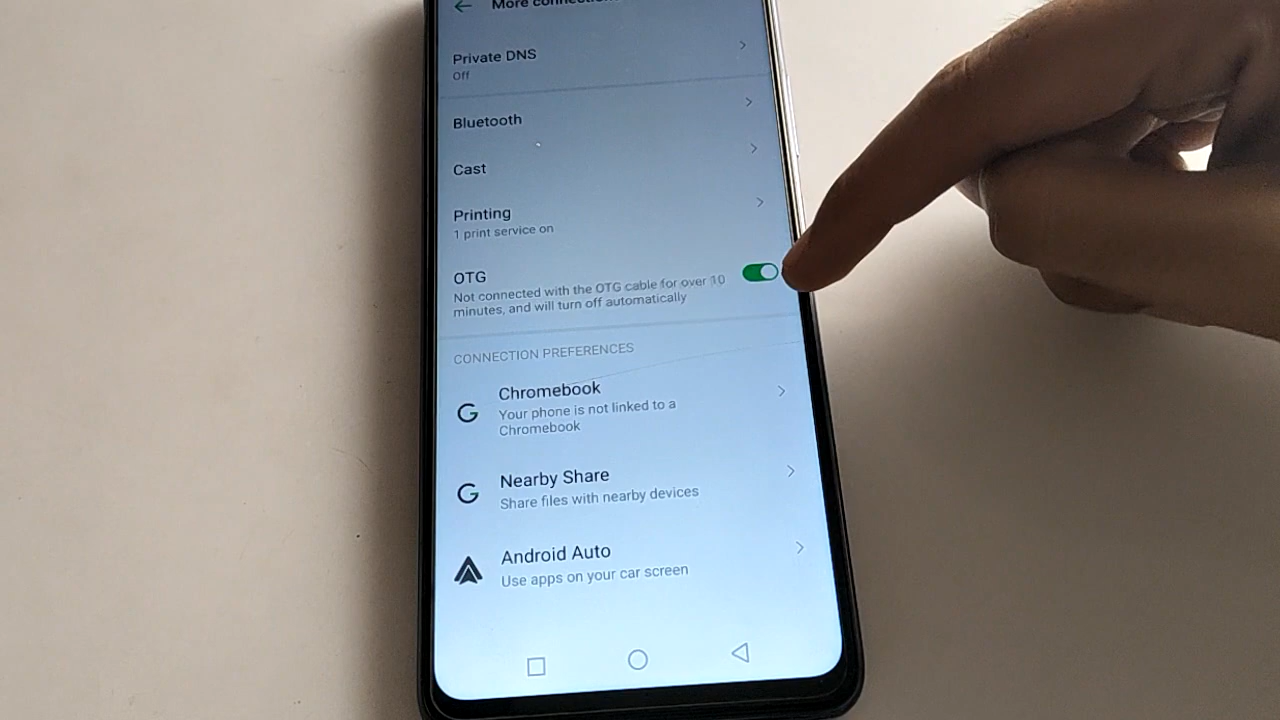 More connections
Private DNS
Off
Bluetooth
Cast
Printing
1 print service on
OTG
Not connected with the OTG cable for over 10
minutes, and will turn off automatically
CONNECTION PREFERENCES
Chromebook
Your phone is not linked to a
Chromebook
Nearby Share
Share files with nearby devices
Android Auto
Use apps on your car screen